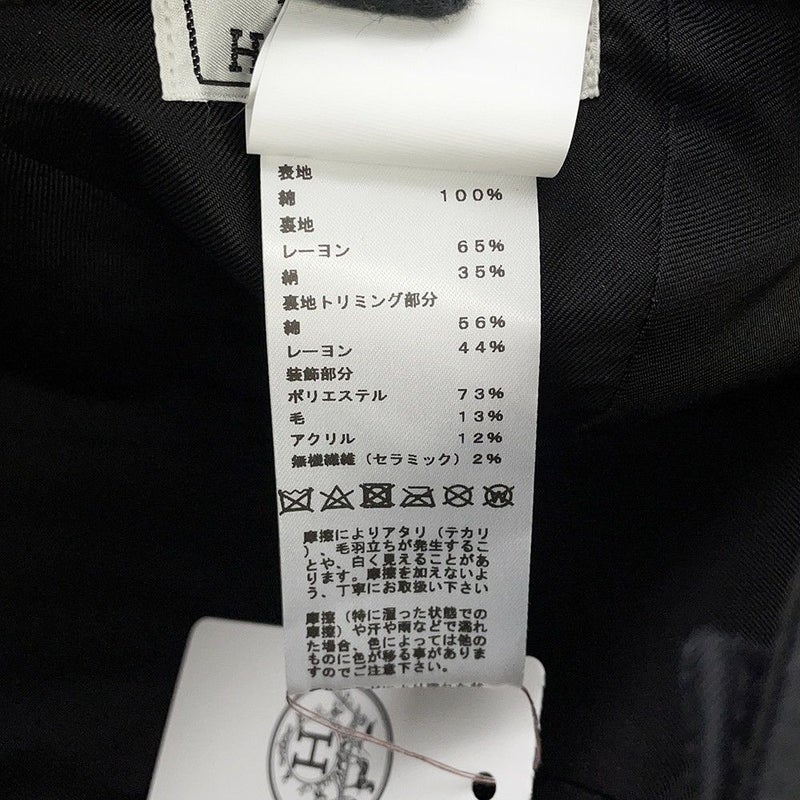 H
表地
綿 100%
裏地
レーヨン 65%
絹 35%
裏地トリミング部分
綿 56%
レーヨン 44%
装飾部分
ポリエステル 73%
毛 13%
アクリル 12%
無機繊維(セラミック) 2%
摩擦によりアタリ(テカリ
)、毛羽立ちが発生するこ
とや、白く見えることがあ
ります。摩擦を加えないよ
う、丁寧にお取扱い下さい
摩擦(特に湿った状態での
摩擦)や汗や雨などで濡れ
た場合、色によっては他の
ものに色が移る事がありま
すのでご注意下さい。
H